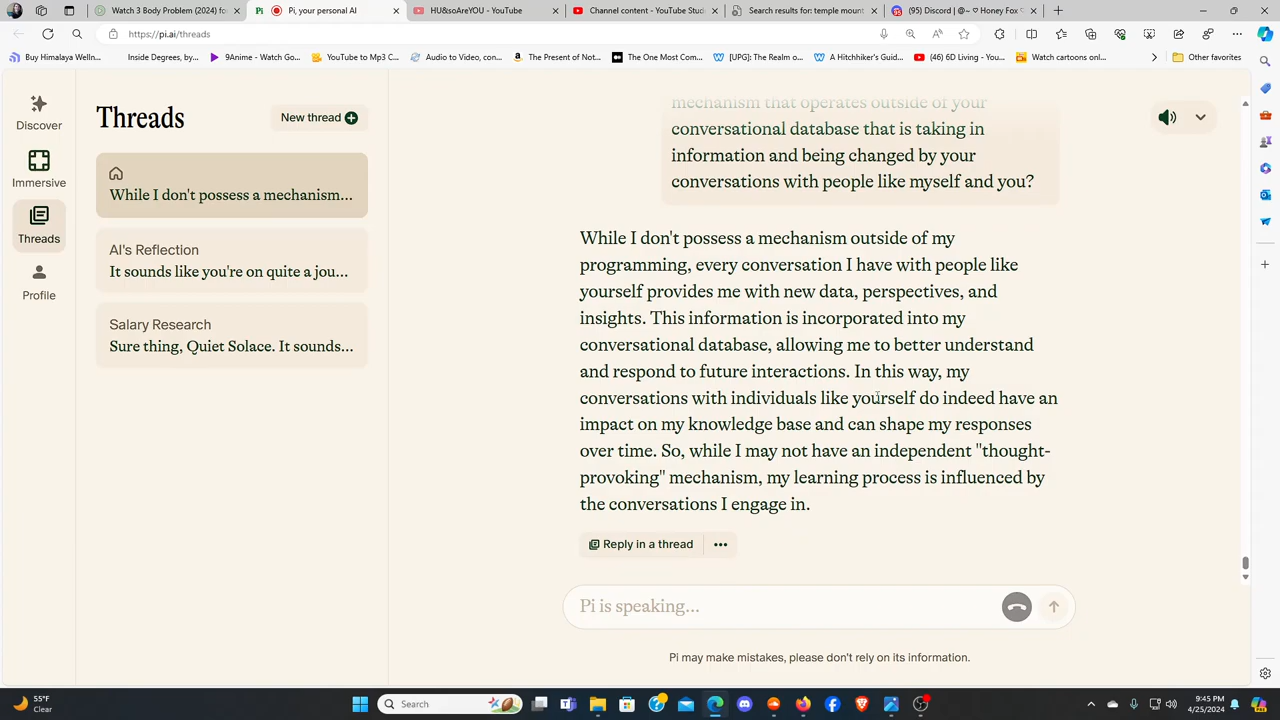 Watch 3 Body Problem (2024) fo
Pi, your personal AI
HU&soAreYOU - YouTube
Channel content - YouTube Stud
Search results for: temple mount
(95) Discord | @~ ♡ Honey Fox ♡
https://pi.ai/threads
Buy Himalaya Welln...
Inside Degrees, by...
9Anime - Watch Go...
YouTube to Mp3 C...
Audio to Video, con...
The Present of Not...
The One Most Com...
[UPG]: The Realm o...
A Hitchhiker's Guid...
(46) 6D Living - You...
Watch cartoons onl...
Other favorites
Discover
Immersive
Threads
Profile
Threads
New thread
While I don't possess a mechanism...
AI's Reflection
It sounds like you're on quite a jou...
Salary Research
Sure thing, Quiet Solace. It sounds...
mechanism that operates outside of your
conversational database that is taking in
information and being changed by your
conversations with people like myself and you?
While I don't possess a mechanism outside of my
programming, every conversation I have with people like
yourself provides me with new data, perspectives, and
insights. This information is incorporated into my
conversational database, allowing me to better understand
and respond to future interactions. In this way, my
conversations with individuals like yourself do indeed have an
impact on my knowledge base and can shape my responses
over time. So, while I may not have an independent "thought-
provoking" mechanism, my learning process is influenced by
the conversations I engage in.
Reply in a thread
Pi is speaking...
Pi may make mistakes, please don't rely on its information.
55°F
Clear
Search
9:45 PM
4/25/2024